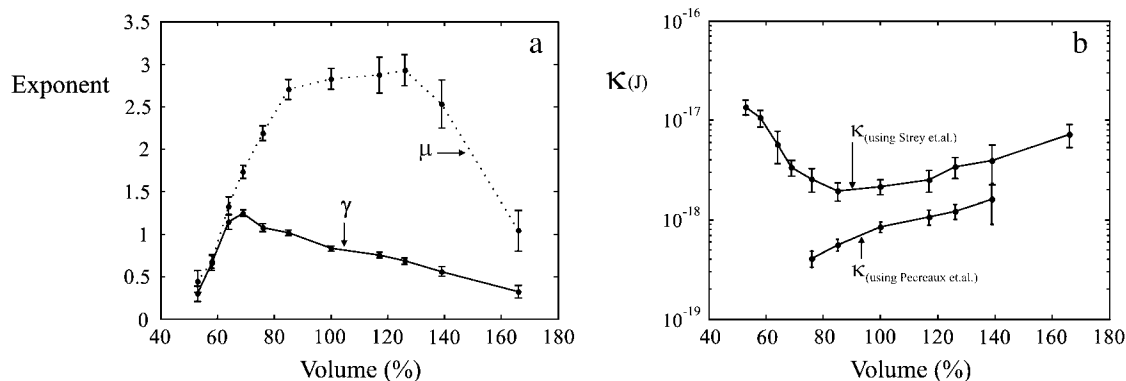 3.5
a
3
Exponent
2.5
2
μ
1.5
γ
1
0.5
0
40 60 80 100 120 140 160 180
Volume (%)
10-16
b
κ(J)
10-17
κ(using Strey et.al.)
10-18
κ(using Pecreaux et.al.)
10-19
40 60 80 100 120 140 160 180
Volume (%)